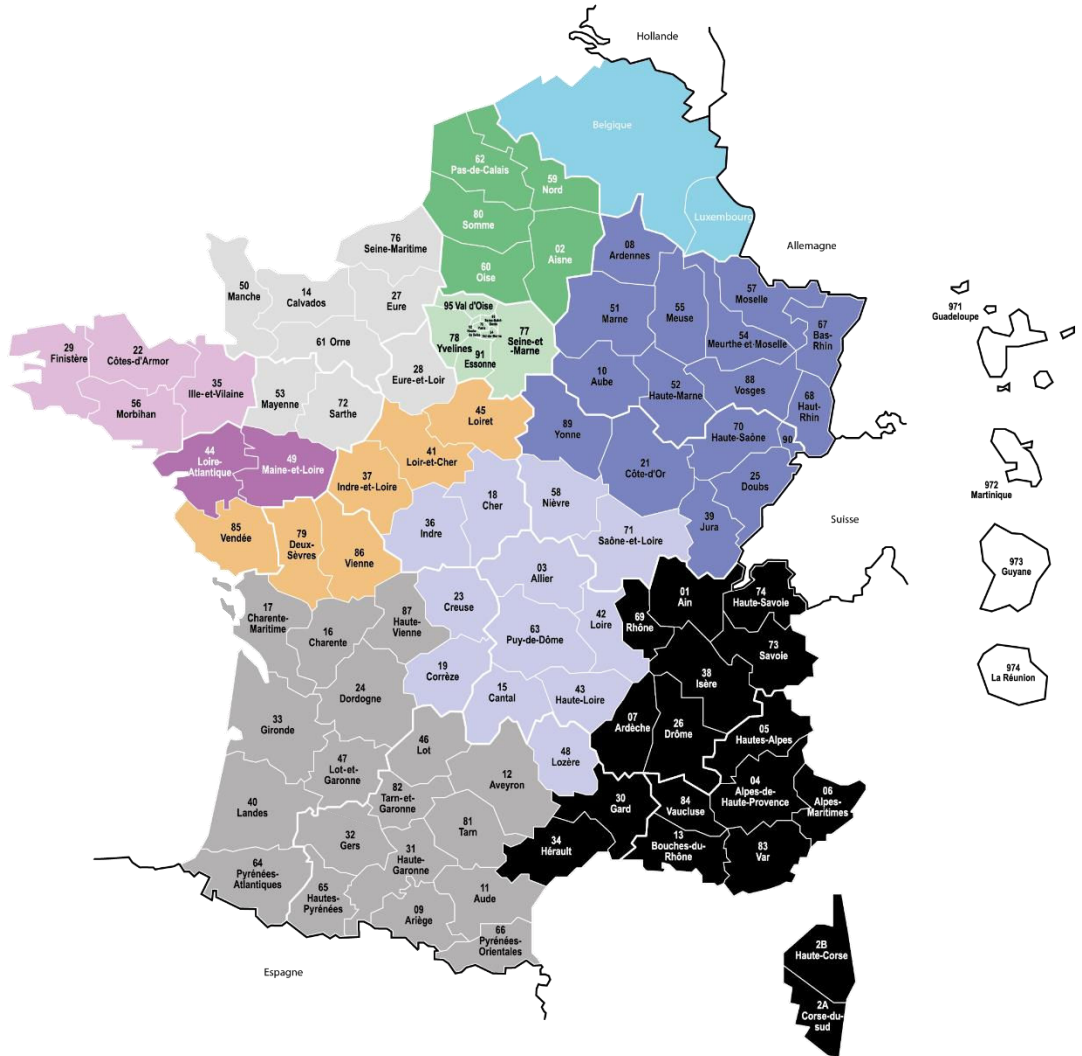 Hollande
Belgique
Luxembourg
Allemagne
Suisse
Espagne
62
Pas-de-Calais
59
Nord
80
Somme
02
Aisne
60
Oise
76
Seine-Maritime
27
Eure
50
Manche
14
Calvados
61 Orne
28
Eure-et-Loir
53
Mayenne
72
Sarthe
95 Val d'Oise
78
Yvelines
91
Essonne
77
Seine-et
-Marne
08
Ardennes
51
Marne
55
Meuse
57
Moselle
54
Meurthe et-Moselle
67
Bas-
Rhin
10
Aube
52
Haute-Marne
88
Vosges
68
Haut-
Rhin
89
Yonne
21
Côte-d'Or
70
Haute-Saône
90
25
Doubs
39
Jura
29
Finistère
22
Côtes-d'Armor
35
Ille-et-Vilaine
56
Morbihan
44
Loire-
Atlantique
49
Maine-et-Loire
45
Loiret
41
Loir-et-Cher
37
Indre-et-Loire
85
Vendée
79
Deux-
Sèvres
86
Vienne
18
Cher
58
Nièvre
36
Indre
71
Saône-et-Loire
03
Allier
23
Creuse
63
Puy-de-Dôme
42
Loire
19
Corrèze
15
Cantal
43
Haute-Loire
48
Lozère
17
Charente-
Maritime
16
Charente
87
Haute-
Vienne
24
Dordogne
33
Gironde
46
Lot
47
Lot-et-
Garonne
12
Aveyron
82
Tarn-et-
Garonne
40
Landes
81
Tarn
32
Gers
31
Haute-
Garonne
64
Pyrénées-
Atlantiques
65
Hautes-
Pyrénées
09
Ariège
11
Aude
66
Pyrénées-
Orientales
01
Ain
74
Haute-Savoie
69
Rhône
73
Savoie
38
Isère
07
Ardèche
26
Drôme
05
Hautes-Alpes
04
Alpes-de-
Haute-Provence
06
Alpes-
Maritimes
30
Gard
84
Vaucluse
34
Hérault
13
Bouches-du-
Rhône
83
Var
2B
Haute-Corse
2A
Corse-du-
sud
971
Guadeloupe
972
Martinique
973
Guyane
974
La Réunion